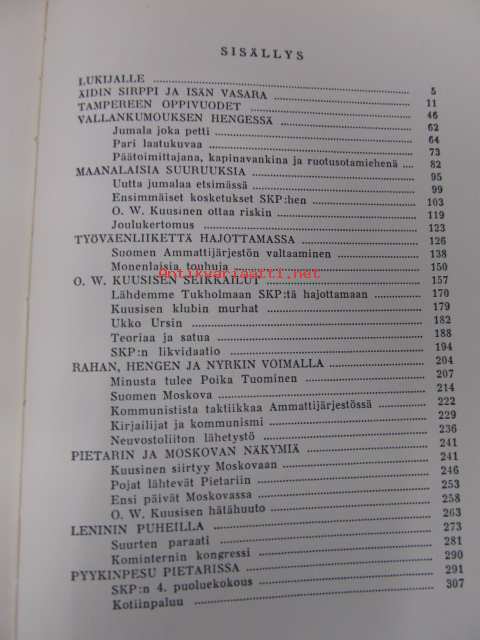 SISÄLLYS
LUKIJALLE 5
ÄIDIN SIRPPI JA ISÄN VASARA 11
TAMPEREEN OPPIVUODET 46
VALLANKUMOUKSEN HENGESSÄ 62
Jumala joka petti 64
Pari laatukuvaa 73
Päätoimittajana, kapinavankina ja ruotusotamiehenä 82
MAANALAISIA SUURUUKSIA 95
Uutta jumalaa etsimässä 99
Ensimmäiset kosketukset SKP:hen 103
O. W. Kuusinen ottaa riskin 119
Joulukertomus 123
TYÖVÄENLIIKETTÄ HAJOTTAMASSA 126
Suomen Ammattijärjestön valtaaminen 138
Monenlaisia touhuja 150
Antikvariaatti.net
O. W. KUUSISEN SEIKKAILUT 157
Lähdemme Tukholmaan SKP:tä hajottamaan 170
Kuusisen klubin murhat 179
Ukko Ursin 182
Teoriaa ja satua 188
SKP:n likvidaatio 194
RAHAN, HENGEN JA NYRKIN VOIMALLA 204
Minusta tulee Poika Tuominen 207
Suomen Moskova 214
Kommunistista taktiikkaa Ammattijärjestössä 222
Kirjailijat ja kommunismi 229
Neuvostoliiton lähetystö 236
PIETARIN JA MOSKOVAN NÄKYMIÄ 241
Kuusinen siirtyy Moskovaan 241
Pojat lähtevät Pietariin 246
Ensi päivät Moskovassa 253
O. W. Kuusisen hätähuuto 258
LENININ PUHEILLA 263
Suurten paraati 273
Kominternin kongressi 281
PYYKINPESU PIETARISSA 290
SKP:n 4. puoluekokous 291
Kotiinpaluu 307